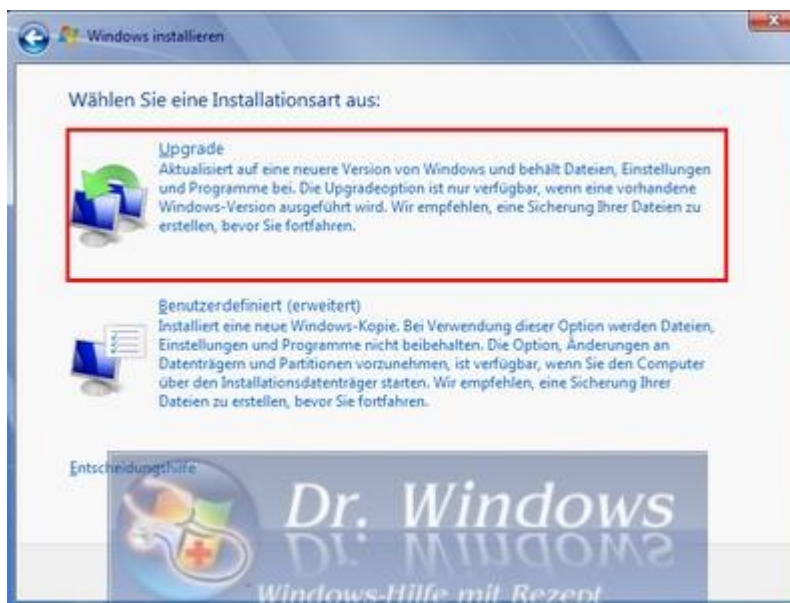 Windows installieren
Wählen Sie eine Installationsart aus:
Upgrade
Aktualisiert auf eine neuere Version von Windows und behält Dateien, Einstellungen
und Programme bei. Die Upgradeoption ist nur verfügbar, wenn eine vorhandene
Windows-Version ausgeführt wird. Wir empfehlen, eine Sicherung Ihrer Dateien zu
erstellen, bevor Sie fortfahren.
Benutzerdefiniert (erweitert)
Installiert eine neue Windows-Kopie. Bei Verwendung dieser Option werden Dateien,
Einstellungen und Programme nicht beibehalten. Die Option, Änderungen an
Datenträgern und Partitionen vorzunehmen, ist verfügbar, wenn Sie den Computer
über den Installationsdatenträger starten. Wir empfehlen, eine Sicherung Ihrer
Dateien zu erstellen, bevor Sie fortfahren.
Entscheidungshilfe
Dr. Windows
Windows-Hilfe mit Rezept